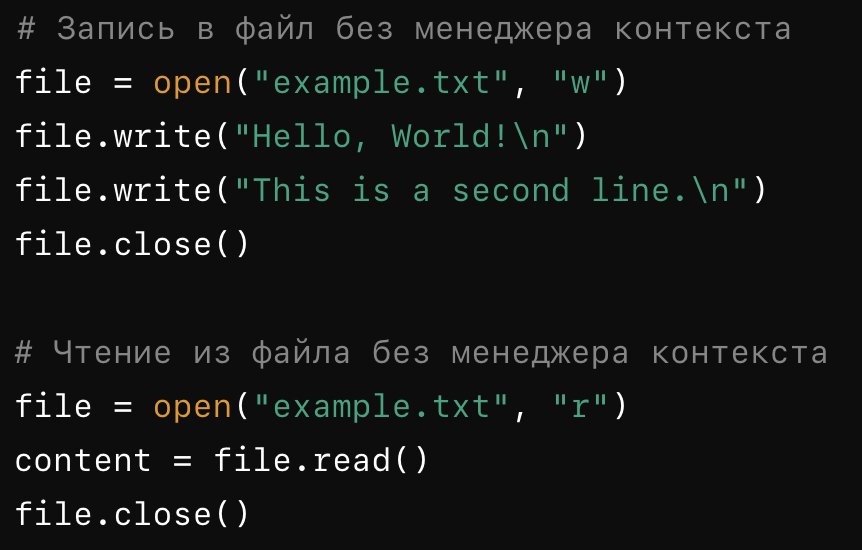 # Запись в файл без менеджера контекста
file = open("example.txt", "w")
file.write("Hello, World!\n")
file.write("This is a second line.\n")
file.close()

# Чтение из файла без менеджера контекста
file = open("example.txt", "r")
content = file.read()
file.close()